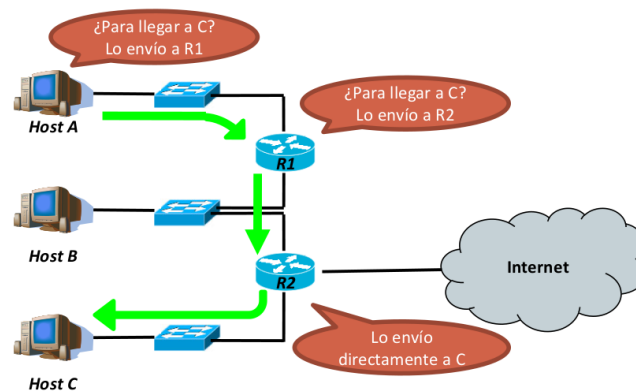 ¿Para llegar a C?
Lo envío a R1
Host A
¿Para llegar a C?
Lo envío a R2
R1
Host B
R2
Internet
Lo envío
directamente a C
Host C